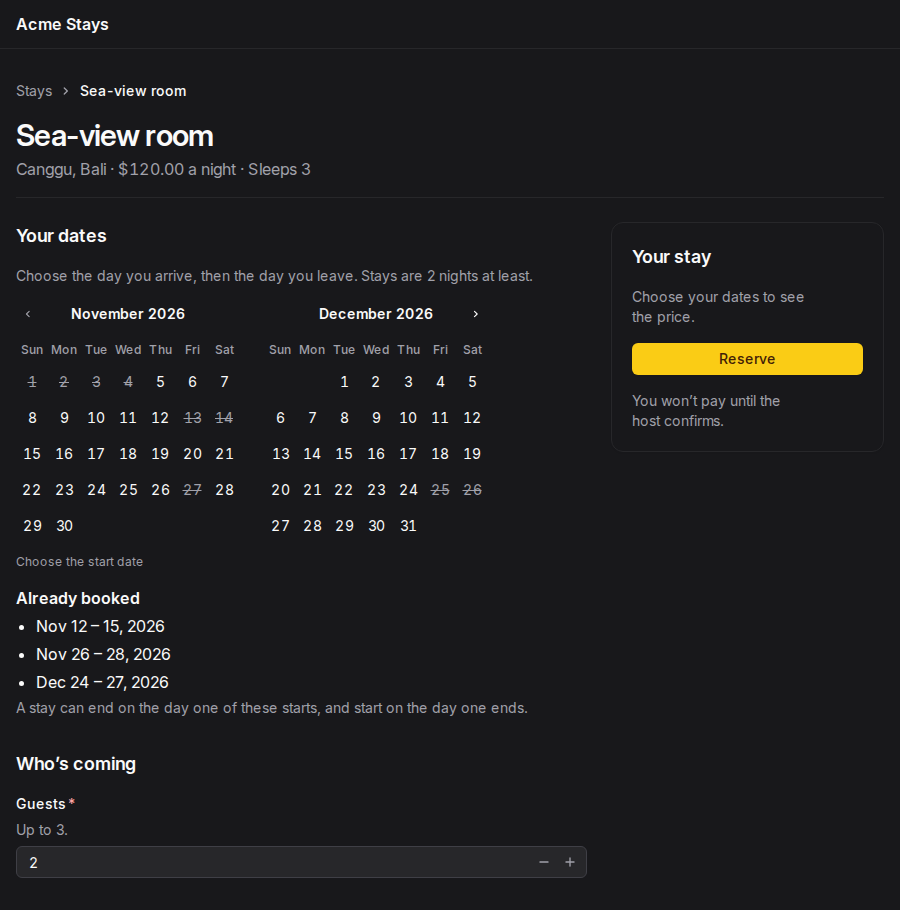 Acme Stays
Stays > Sea-view room
Sea-view room
Canggu, Bali · $120.00 a night · Sleeps 3
Your dates
Choose the day you arrive, then the day you leave. Stays are 2 nights at least.
November 2026
Sun Mon Tue Wed Thu Fri Sat
1 2 3 4 5 6 7
8 9 10 11 12 13 14
15 16 17 18 19 20 21
22 23 24 25 26 27 28
29 30
December 2026
Sun Mon Tue Wed Thu Fri Sat
1 2 3 4 5
6 7 8 9 10 11 12
13 14 15 16 17 18 19
20 21 22 23 24 25 26
27 28 29 30 31
Choose the start date
Already booked
• Nov 12 – 15, 2026
• Nov 26 – 28, 2026
• Dec 24 – 27, 2026
A stay can end on the day one of these starts, and start on the day one ends.
Who’s coming
Guests *
Up to 3.
2
Your stay
Choose your dates to see
the price.
Reserve
You won’t pay until the
host confirms.